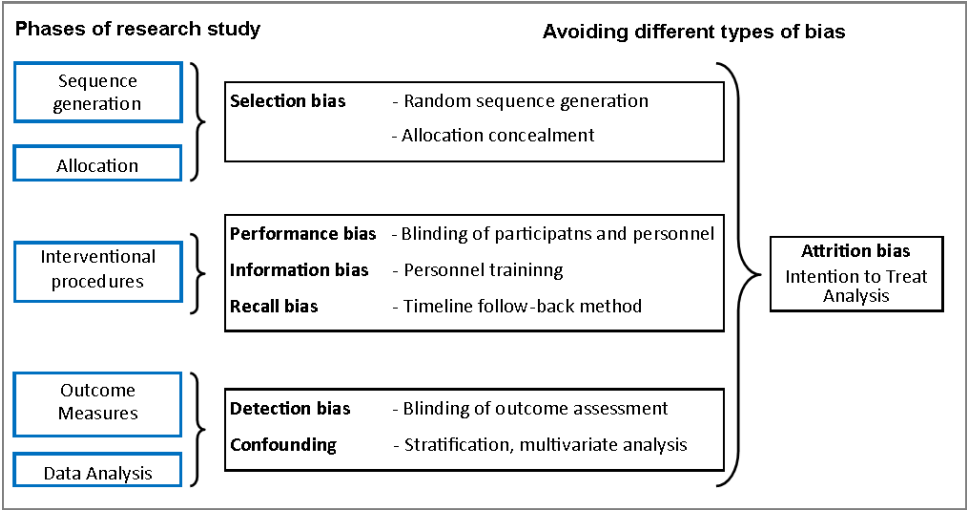 Phases of research study
Avoiding different types of bias
Sequence
generation
Allocation
Selection bias - Random sequence generation
- Allocation concealment
Interventional
procedures
Performance bias - Blinding of participatns and personnel
Information bias - Personnel traininng
Recall bias - Timeline follow-back method
Outcome
Measures
Data Analysis
Detection bias - Blinding of outcome assessment
Confounding - Stratification, multivariate analysis
Attrition bias
Intention to Treat
Analysis